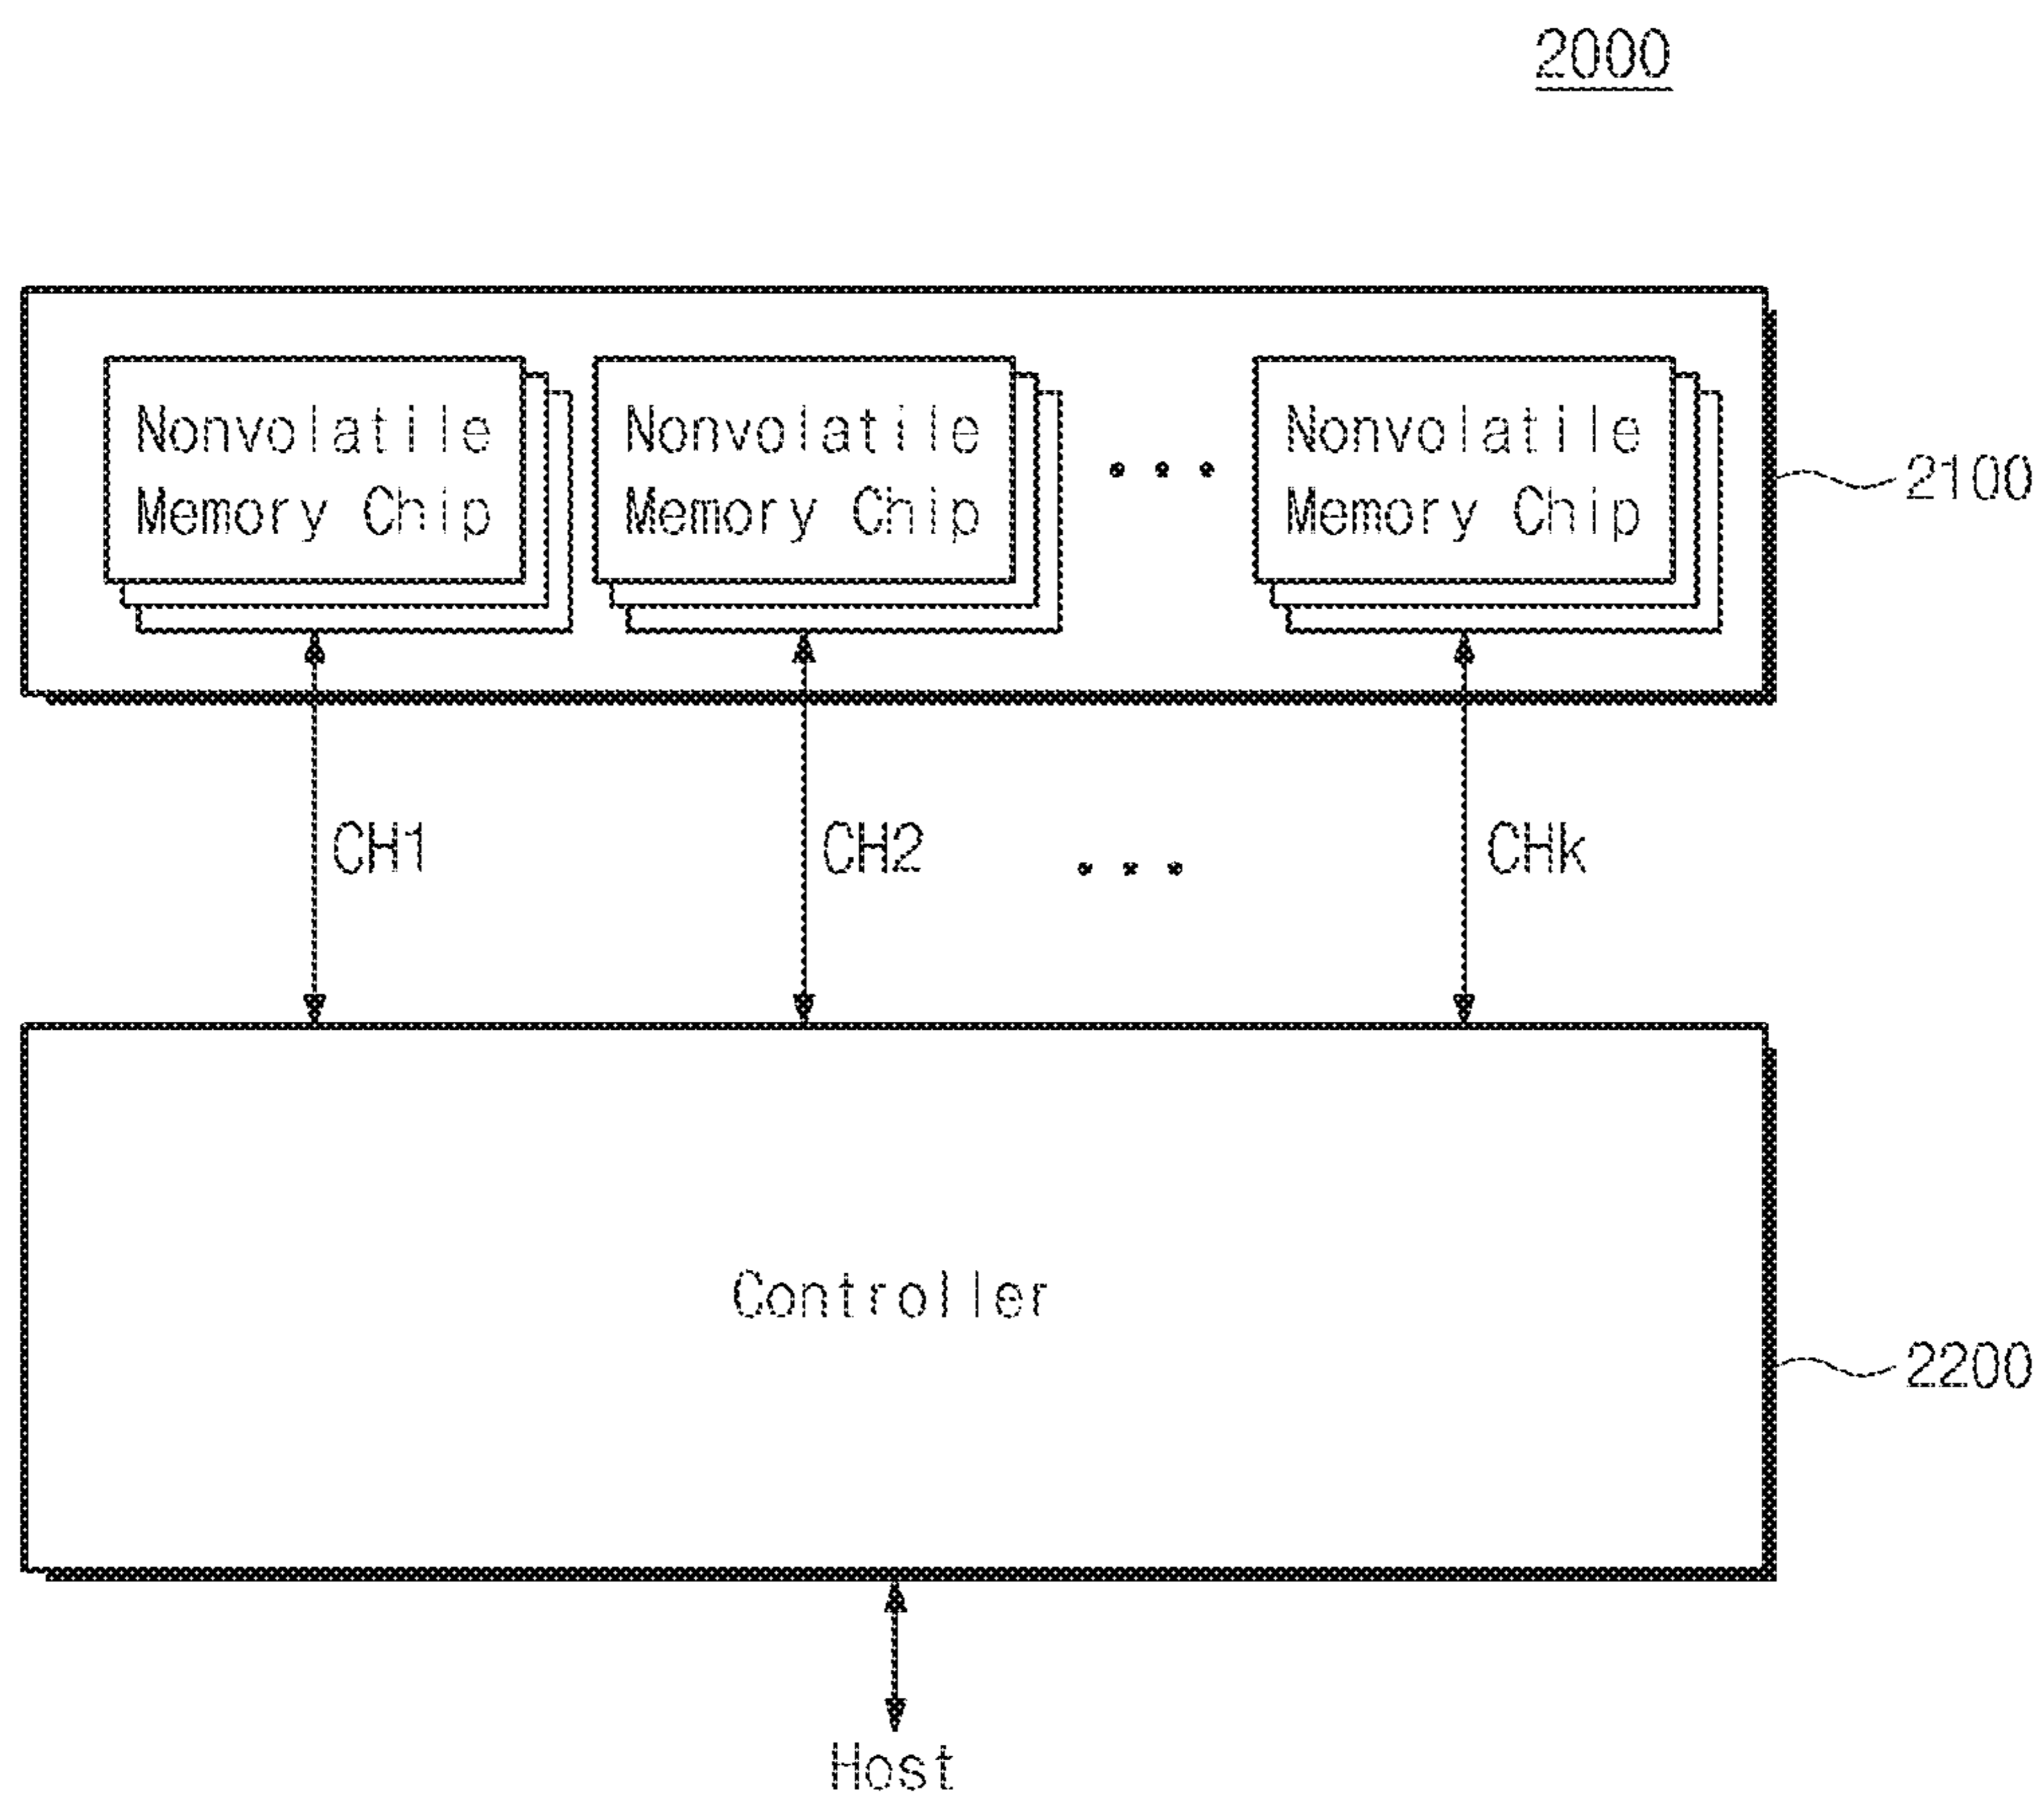 2000
Nonvolatile
Memory Chip
Nonvolatile
Memory Chip
...
Nonvolatile
Memory Chip
2100
CH1
CH2
...
CHk
Controller
2200
Host